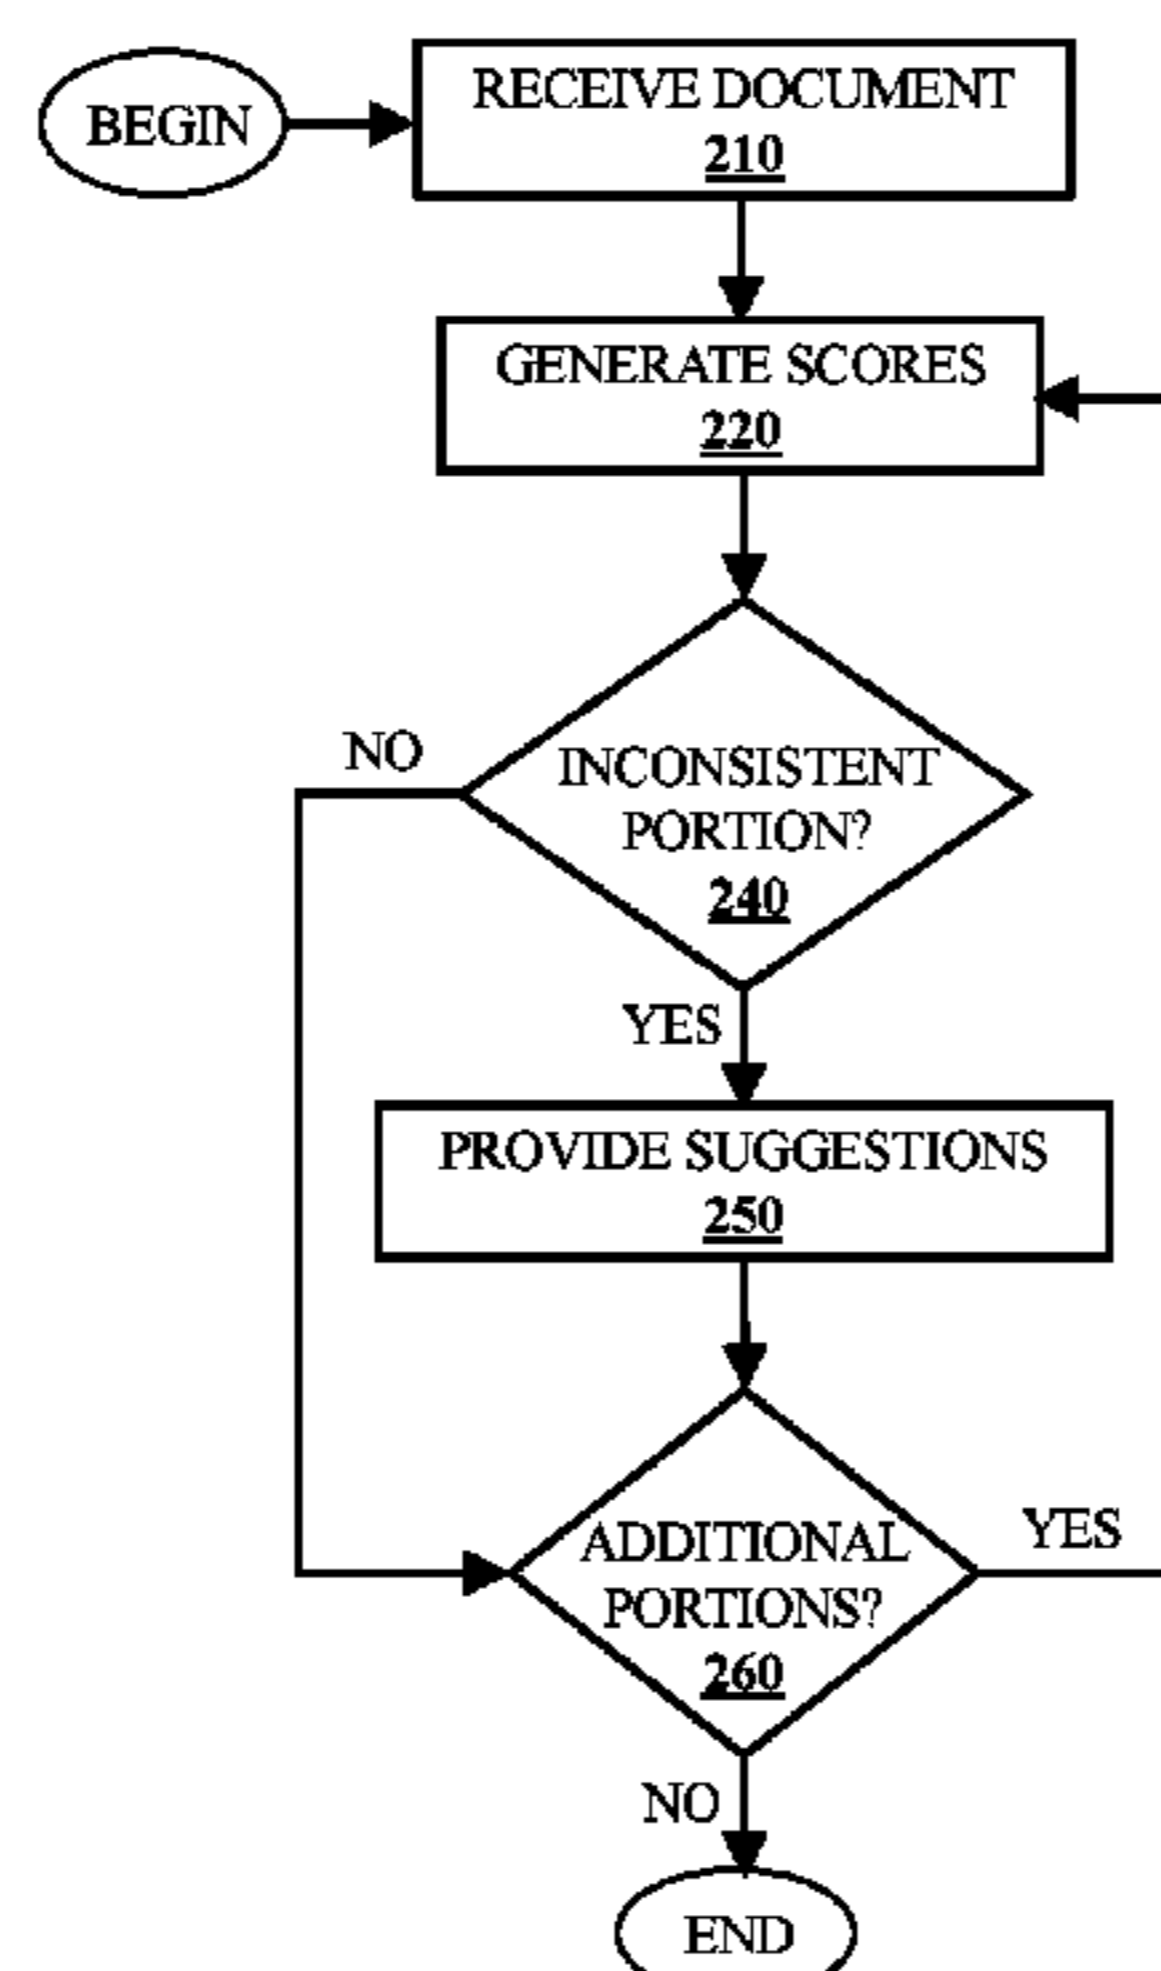 BEGIN
RECEIVE DOCUMENT
210
GENERATE SCORES
220
NO
INCONSISTENT
PORTION?
240
YES
PROVIDE SUGGESTIONS
250
ADDITIONAL
PORTIONS?
260
YES
NO
END